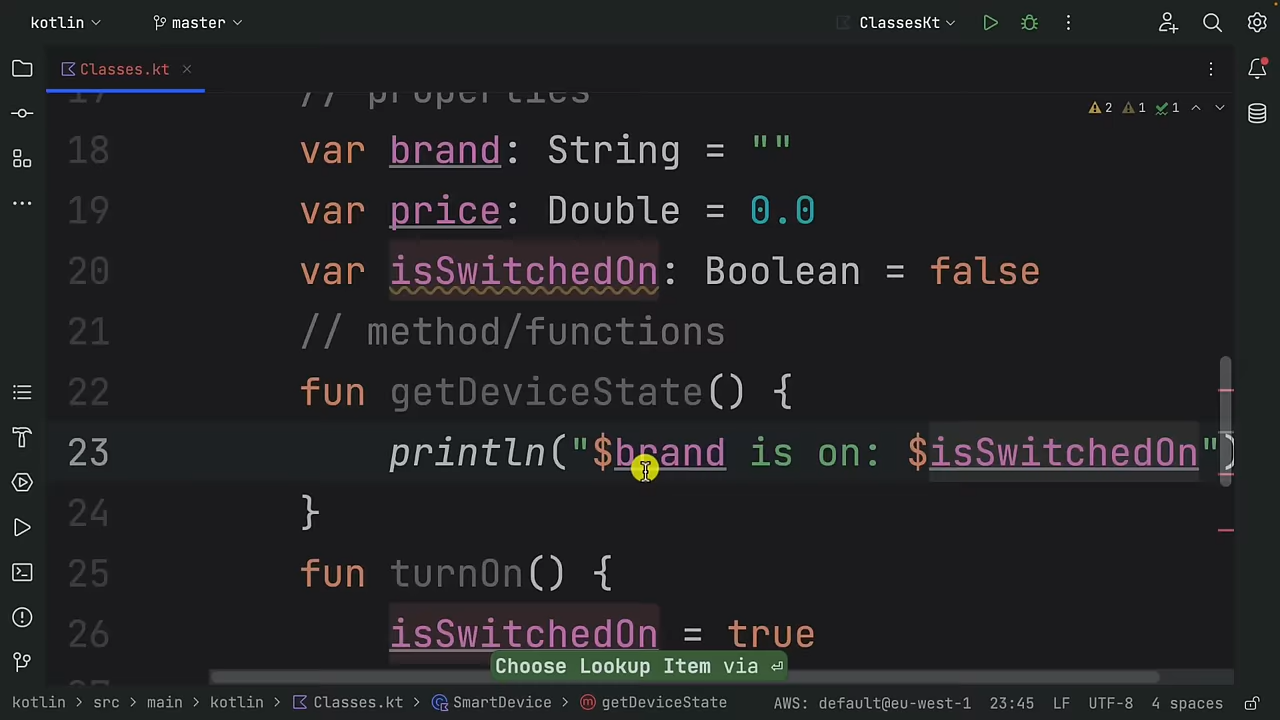 kotlin master ClassesKt
Classes.kt
17 // properties
2 1 1
18 var brand: String = ""
19 var price: Double = 0.0
20 var isSwitchedOn: Boolean = false
21 // method/functions
22 fun getDeviceState() {
23 println("$brand is on: $isSwitchedOn")
24 }
25 fun turnOn() {
26 isSwitchedOn = true
Choose Lookup Item via ⏎
kotlin > src > main > kotlin > Classes.kt > SmartDevice > getDeviceState AWS: default@eu-west-1 23:45 LF UTF-8 4 spaces